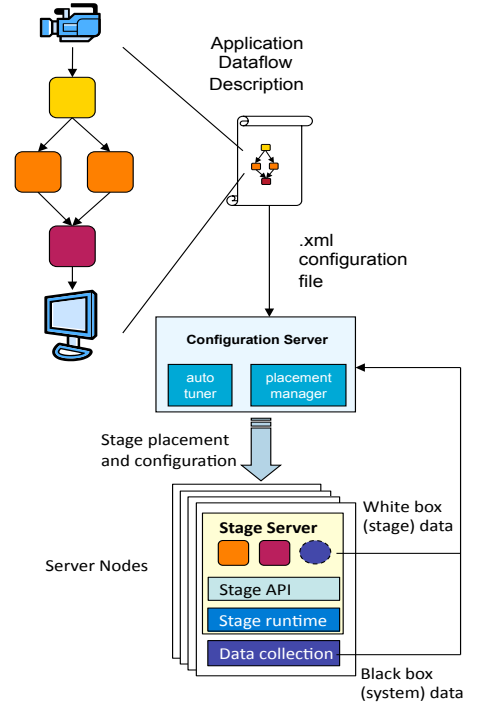 Application
Dataflow
Description
.xml
configuration
file
Configuration Server
auto
tuner
placement
manager
Stage placement
and configuration
White box
(stage) data
Stage Server
Server Nodes
Stage API
Stage runtime
Data collection
Black box
(system) data